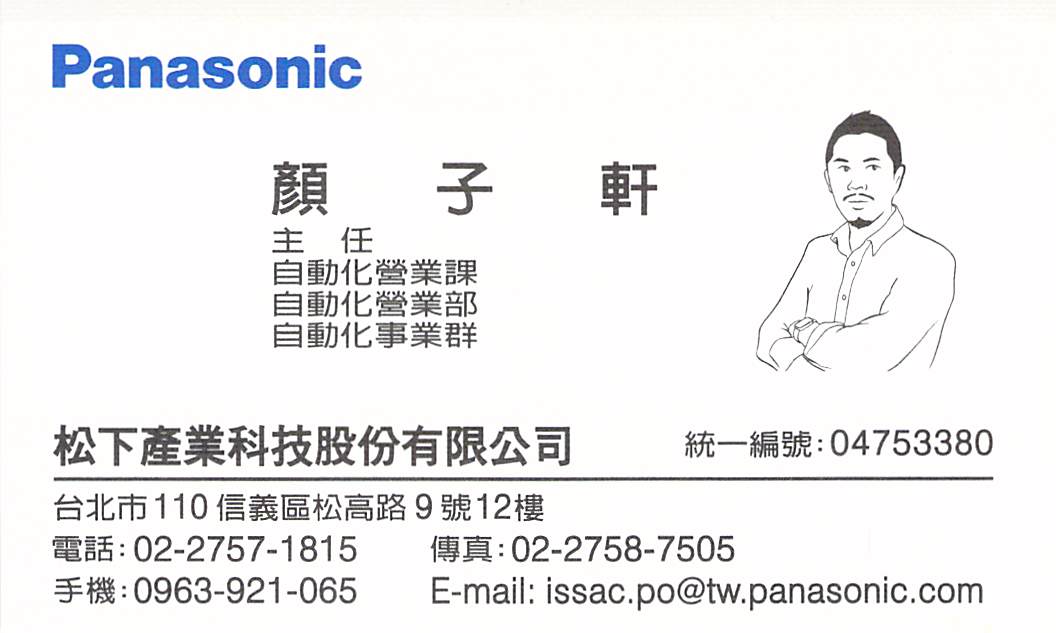 Panasonic
顏 子 軒
主 任
自動化營業課
自動化營業部
自動化事業群
松下產業科技股份有限公司 統一編號:04753380
台北市110信義區松高路9號12樓
電話:02-2757-1815 傳真:02-2758-7505
手機:0963-921-065 E-mail: issac.po@tw.panasonic.com